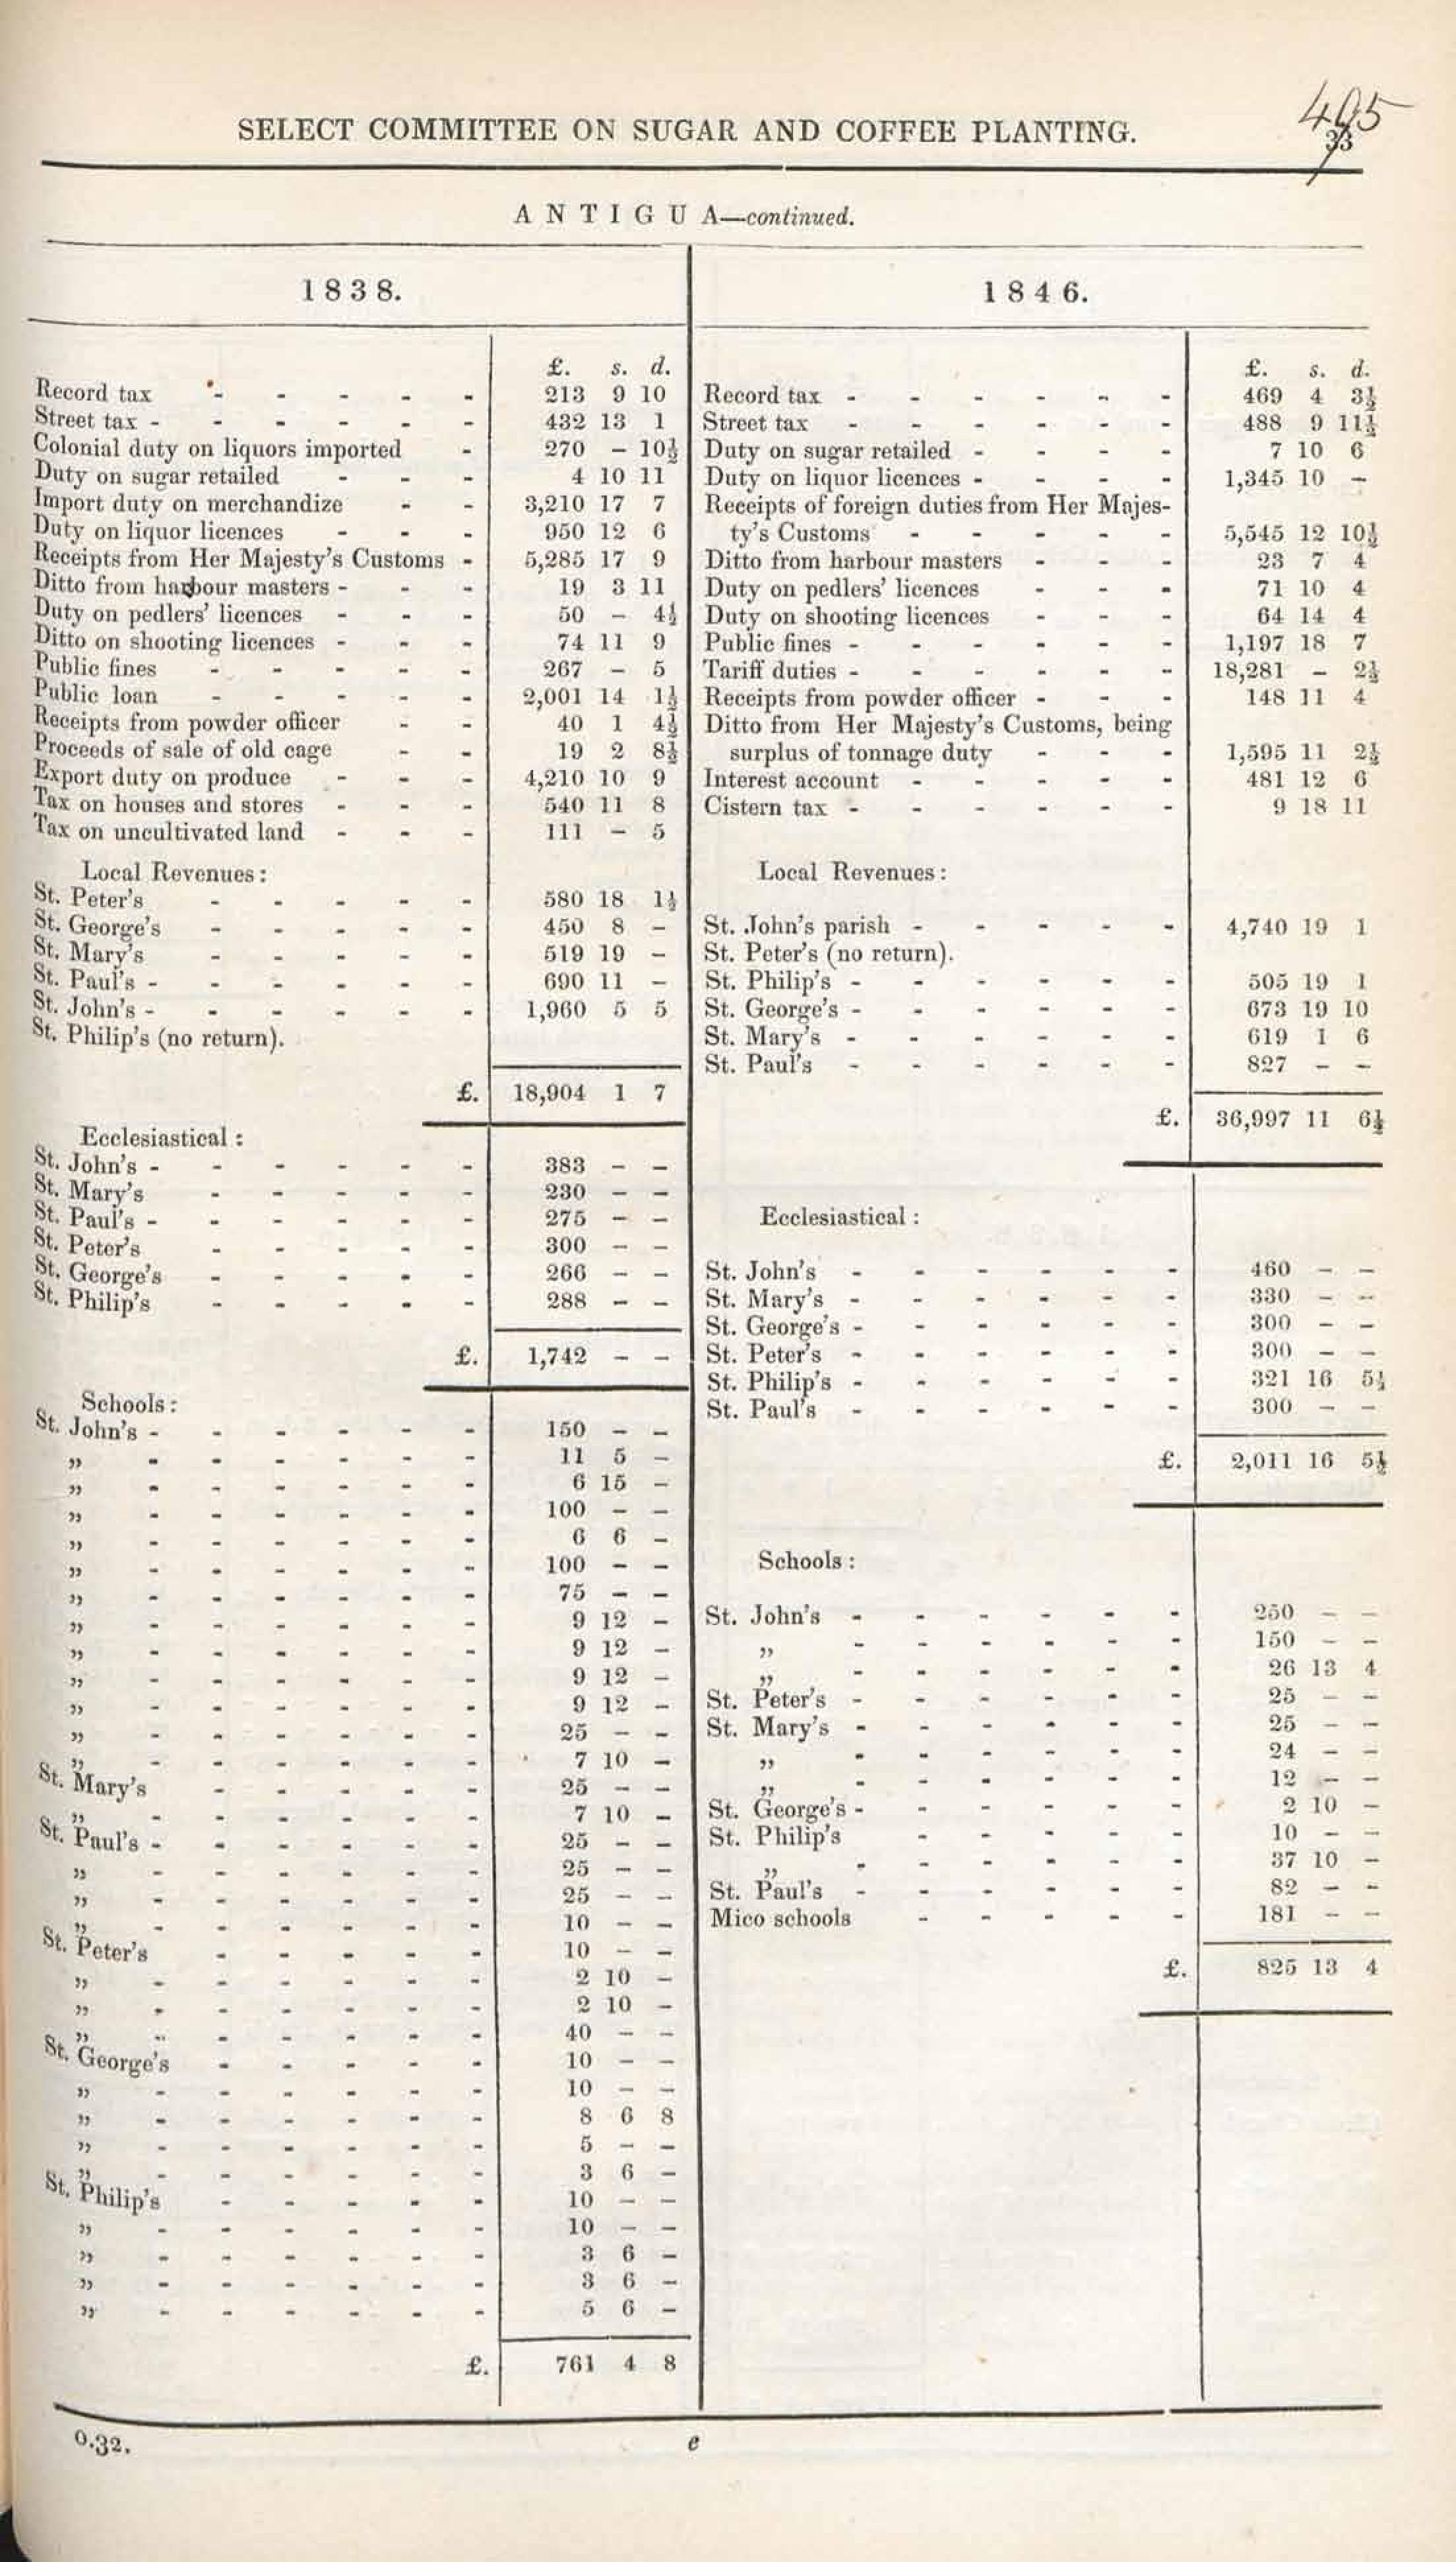 495
33
SELECT COMMITTEE ON SUGAR AND COFFEE PLANTING.
ANTIGUA—continued.
1838.
£. s. d.
Record tax - - - - - 213 9 10
Street tax - - - - - - 432 13 1
Colonial duty on liquors imported - 270 – 10½
Duty on sugar retailed - - - 4 10 11
Import duty on merchandize - - 3,210 17 7
Duty on liquor licences - - - 950 12 6
Receipts from Her Majesty's Customs - 5,285 17 9
Ditto from harbour masters - - - 19 3 11
Duty on pedlers' licences - - - 50 – 4½
Ditto on shooting licences - - - 74 11 9
Public fines - - - - - 267 – 5
Public loan - - - - - 2,001 14 1½
Receipts from powder officer - - 40 1 4½
Proceeds of sale of old cage - - 19 2 8½
Export duty on produce - - - 4,210 10 9
Tax on houses and stores - - - 540 11 8
Tax on uncultivated land - - - 111 – 5
Local Revenues:
St. Peter's - - - - - 580 18 1½
St. George's - - - - - 450 8 –
St. Mary's - - - - - 519 19 –
St. Paul's - - - - - - 690 11 –
St. John's - - - - - - 1,960 5 5
St. Philip's (no return).
£. 18,904 1 7
Ecclesiastical:
St. John's - - - - - - 383 – –
St. Mary's - - - - - 230 – –
St. Paul's - - - - - - 275 – –
St. Peter's - - - - - 300 – –
St. George's - - - - - 266 – –
St. Philip's - - - - - 288 – –
£. 1,742 – –
Schools:
St. John's - - - - - - 150 – –
„ - - - - - - 11 5 –
„ - - - - - - 6 15 –
„ - - - - - - 100 – –
„ - - - - - - 6 6 –
„ - - - - - - 100 – –
„ - - - - - - 75 – –
„ - - - - - - 9 12 –
„ - - - - - - 9 12 –
„ - - - - - - 9 12 –
„ - - - - - - 9 12 –
„ - - - - - - 25 – –
„ - - - - - - 7 10 –
St. Mary's - - - - - 25 – –
„ - - - - - - 7 10 –
St. Paul's - - - - - - 25 – –
„ - - - - - - 25 – –
„ - - - - - - 25 – –
„ - - - - - - 10 – –
St. Peter's - - - - - 10 – –
„ - - - - - - 2 10 –
„ - - - - - - 2 10 –
„ - - - - - - 40 – –
St. George's - - - - - 10 – –
„ - - - - - - 10 – –
„ - - - - - - 8 6 8
„ - - - - - - 5 – –
„ - - - - - - 3 6 –
St. Philip's - - - - - 10 – –
„ - - - - - - 10 – –
„ - - - - - - 3 6 –
„ - - - - - - 3 6 –
„ - - - - - - 5 6 –
£. 761 4 8
1846.
£. s. d.
Record tax - - - - - - 469 4 3½
Street tax - - - - - - 488 9 11½
Duty on sugar retailed - - - - 7 10 6
Duty on liquor licences - - - - 1,345 10 –
Receipts of foreign duties from Her Majes-
ty's Customs - - - - - 5,545 12 10½
Ditto from harbour masters - - - 23 7 4
Duty on pedlers' licences - - - 71 10 4
Duty on shooting licences - - - 64 14 4
Public fines - - - - - - 1,197 18 7
Tariff duties - - - - - - 18,281 – 2½
Receipts from powder officer - - - 148 11 4
Ditto from Her Majesty's Customs, being
surplus of tonnage duty - - - 1,595 11 2½
Interest account - - - - - 481 12 6
Cistern tax - - - - - - 9 18 11
Local Revenues:
St. John's parish - - - - - 4,740 19 1
St. Peter's (no return).
St. Philip's - - - - - - 505 19 1
St. George's - - - - - - 673 19 10
St. Mary's - - - - - - 619 1 6
St. Paul's - - - - - - 827 – –
£. 36,997 11 6½
Ecclesiastical:
St. John's - - - - - - 460 – –
St. Mary's - - - - - - 330 – –
St. George's - - - - - - 300 – –
St. Peter's - - - - - - 300 – –
St. Philip's - - - - - - 321 16 5½
St. Paul's - - - - - - 300 – –
£. 2,011 16 5½
Schools:
St. John's - - - - - - 250 – –
„ - - - - - - 150 – –
„ - - - - - - 26 13 4
St. Peter's - - - - - - 25 – –
St. Mary's - - - - - - 25 – –
„ - - - - - - 24 – –
„ - - - - - - 12 – –
St. George's - - - - - - 2 10 –
St. Philip's - - - - - 10 – –
„ - - - - - - 37 10 –
St. Paul's - - - - - - 82 – –
Mico schools - - - - - 181 – –
£. 825 13 4
0.32.
e